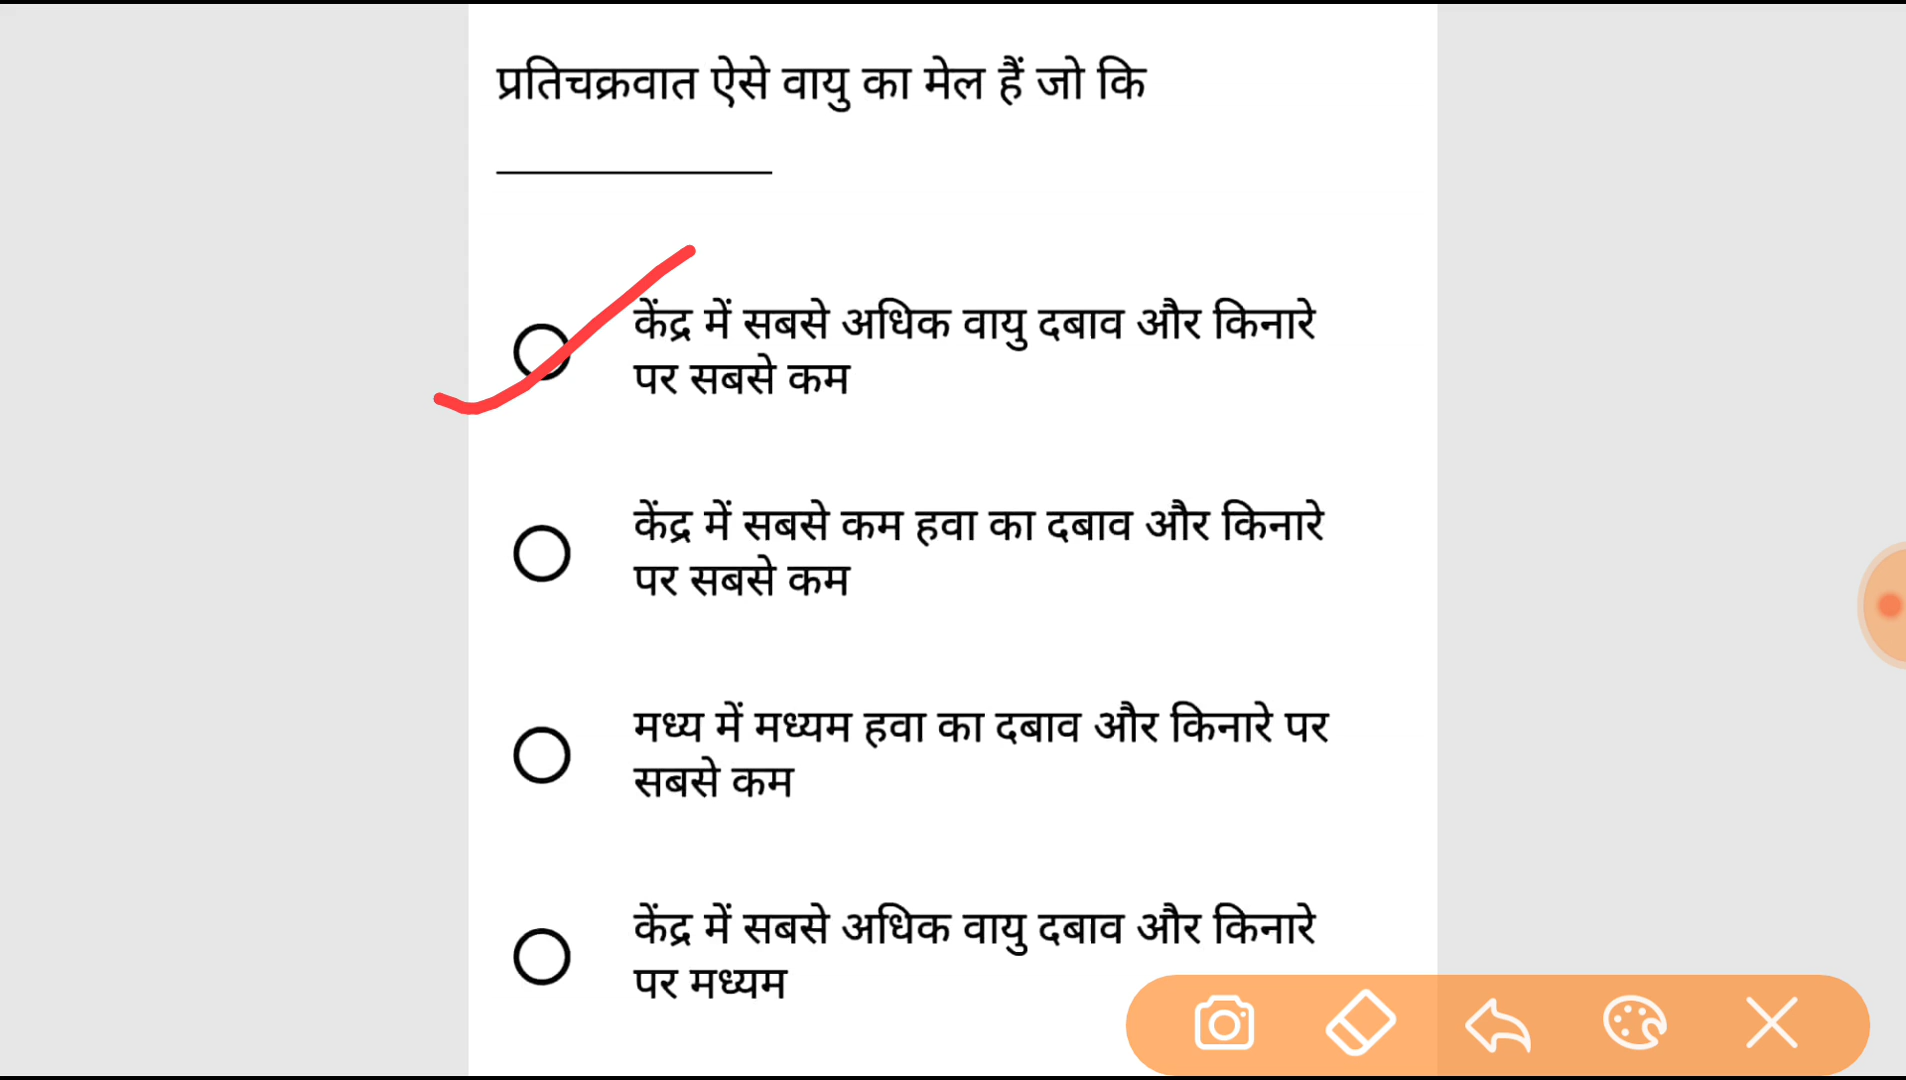 प्रतिचक्रवात ऐसे वायु का मेल हैं जो कि
____________
केंद्र में सबसे अधिक वायु दबाव और किनारे
पर सबसे कम
केंद्र में सबसे कम हवा का दबाव और किनारे
पर सबसे कम
मध्य में मध्यम हवा का दबाव और किनारे पर
सबसे कम
केंद्र में सबसे अधिक वायु दबाव और किनारे
पर मध्यम